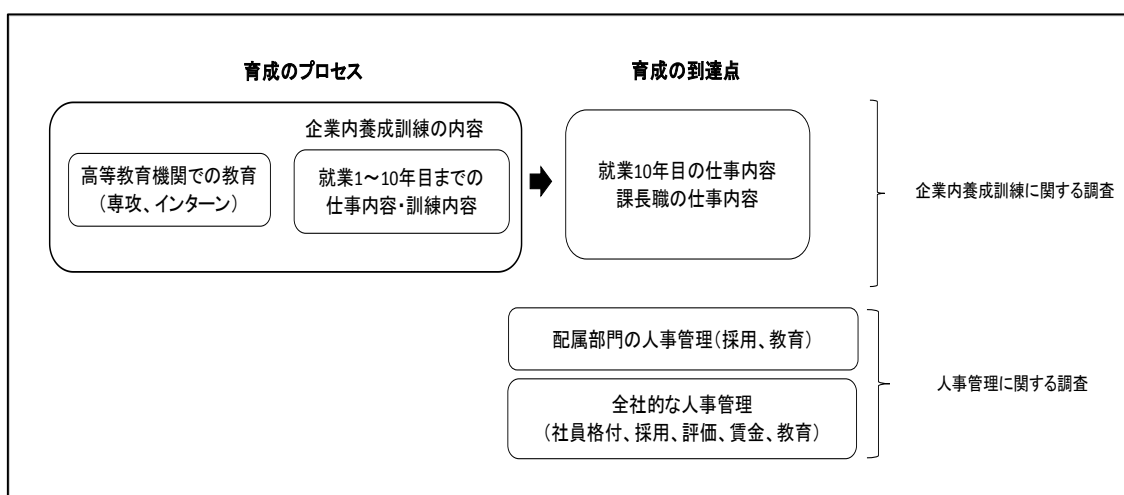 育成のプロセス
育成の到達点
企業内養成訓練の内容
高等教育機関での教育
（専攻、インターン）
就業1～10年目までの
仕事内容・訓練内容
就業10年目の仕事内容
課長職の仕事内容
企業内養成訓練に関する調査
配属部門の人事管理（採用、教育）
全社的な人事管理
（社員格付、採用、評価、賃金、教育）
人事管理に関する調査